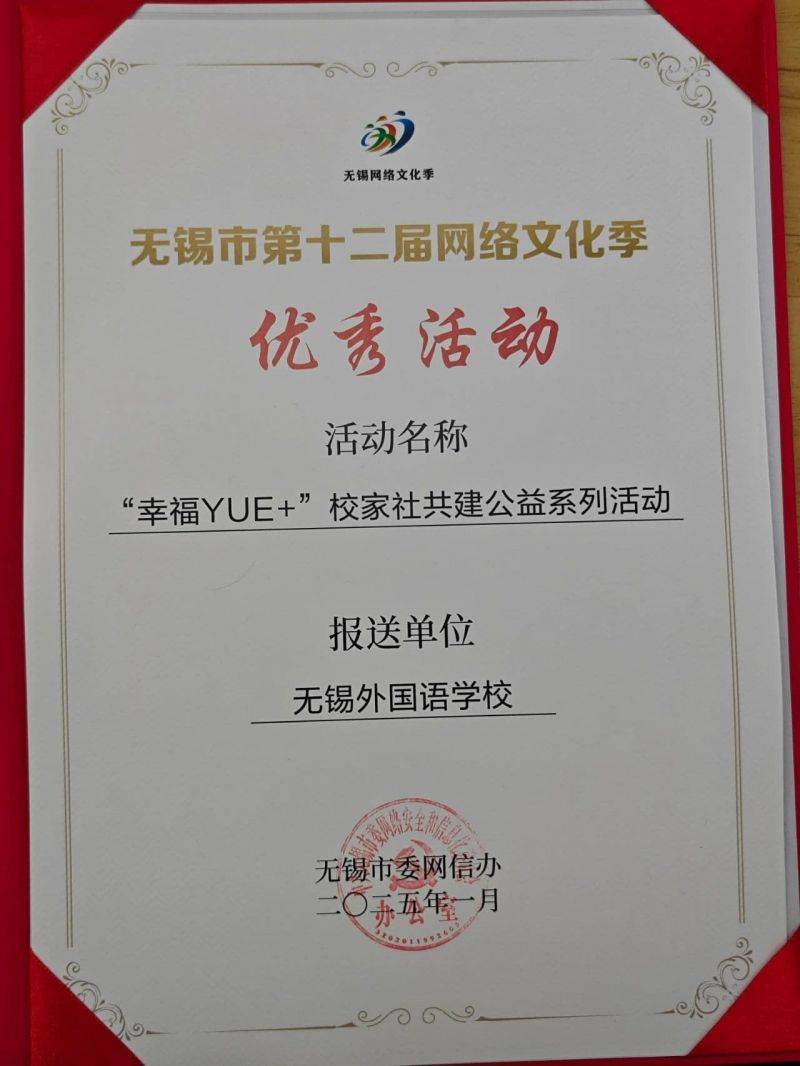 无锡网络文化季
无锡市第十二届网络文化季
优秀活动
活动名称
“幸福YUE+”校家社共建公益系列活动
报送单位
无锡外国语学校
无锡市委网信办
二〇二五年一月
办公室